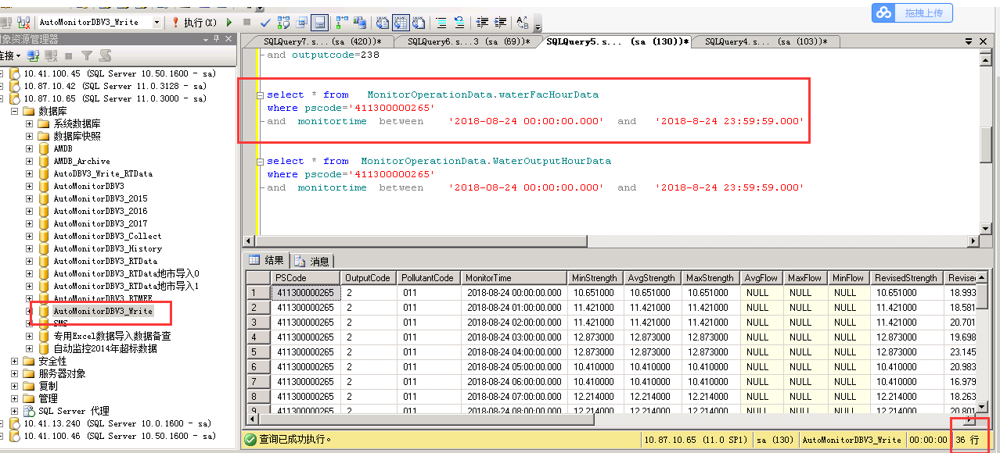 AutoMonitorDBV3_Write
执行(X)
拖拽上传
对象资源管理器
连接
10.41.100.45 (SQL Server 10.50.1600 - sa)
10.87.10.42 (SQL Server 11.0.3128 - sa)
10.87.10.65 (SQL Server 11.0.3000 - sa)
数据库
系统数据库
数据库快照
AMDB
AMDB_Archive
AutoDBV3_Write_RTData
AutoMonitorDBV3
AutoMonitorDBV3_2015
AutoMonitorDBV3_2016
AutoMonitorDBV3_2017
AutoMonitorDBV3_Collect
AutoMonitorDBV3_History
AutoMonitorDBV3_RTData
AutoMonitorDBV3_RTData地市导入0
AutoMonitorDBV3_RTData地市导入1
AutoMonitorDBV3_RTMEE
AutoMonitorDBV3_Write
SMS
专用Excel数据导入数据备查
自动监控2014年超标数据
安全性
服务器对象
复制
管理
SQL Server 代理
10.41.13.240 (SQL Server 10.0.1600 - sa)
10.41.100.46 (SQL Server 10.50.1600 - sa)
SQLQuery7.s... (sa (420))* SQLQuery6.s...3 (sa (69))* SQLQuery5.s... (sa (130))* SQLQuery4.s... (sa (103))*
and outputcode=238
select * from MonitorOperationData.waterFacHourData
where pscode='411300000265'
and monitortime between '2018-08-24 00:00:00.000' and '2018-8-24 23:59:59.000'
select * from MonitorOperationData.WaterOutputHourData
where pscode='411300000265'
and monitortime between '2018-08-24 00:00:00.000' and '2018-8-24 23:59:59.000'
结果 消息
PSCode OutputCode PollutantCode MonitorTime MinStrength AvgStrength MaxStrength AvgFlow MaxFlow MinFlow RevisedStrength Revise
1 411300000265 2 011 2018-08-24 00:00:00.000 10.651000 10.651000 10.651000 NULL NULL NULL 10.651000 18.993
2 411300000265 2 011 2018-08-24 01:00:00.000 11.421000 11.421000 11.421000 NULL NULL NULL 11.421000 18.581
3 411300000265 2 011 2018-08-24 02:00:00.000 11.421000 11.421000 11.421000 NULL NULL NULL 11.421000 20.701
4 411300000265 2 011 2018-08-24 03:00:00.000 12.873000 12.873000 12.873000 NULL NULL NULL 12.873000 19.698
5 411300000265 2 011 2018-08-24 04:00:00.000 12.873000 12.873000 12.873000 NULL NULL NULL 12.873000 23.145
6 411300000265 2 011 2018-08-24 05:00:00.000 10.410000 10.410000 10.410000 NULL NULL NULL 10.410000 20.983
7 411300000265 2 011 2018-08-24 06:00:00.000 10.410000 10.410000 10.410000 NULL NULL NULL 10.410000 16.979
8 411300000265 2 011 2018-08-24 07:00:00.000 12.214000 12.214000 12.214000 NULL NULL NULL 12.214000 18.263
9 411300000265 2 011 2018-08-24 08:00:00.000 12.214000 12.214000 12.214000 NULL NULL NULL 12.214000 20.801
查询已成功执行。 10.87.10.65 (11.0 SP1) sa (130) AutoMonitorDBV3_Write 00:00:00 36 行